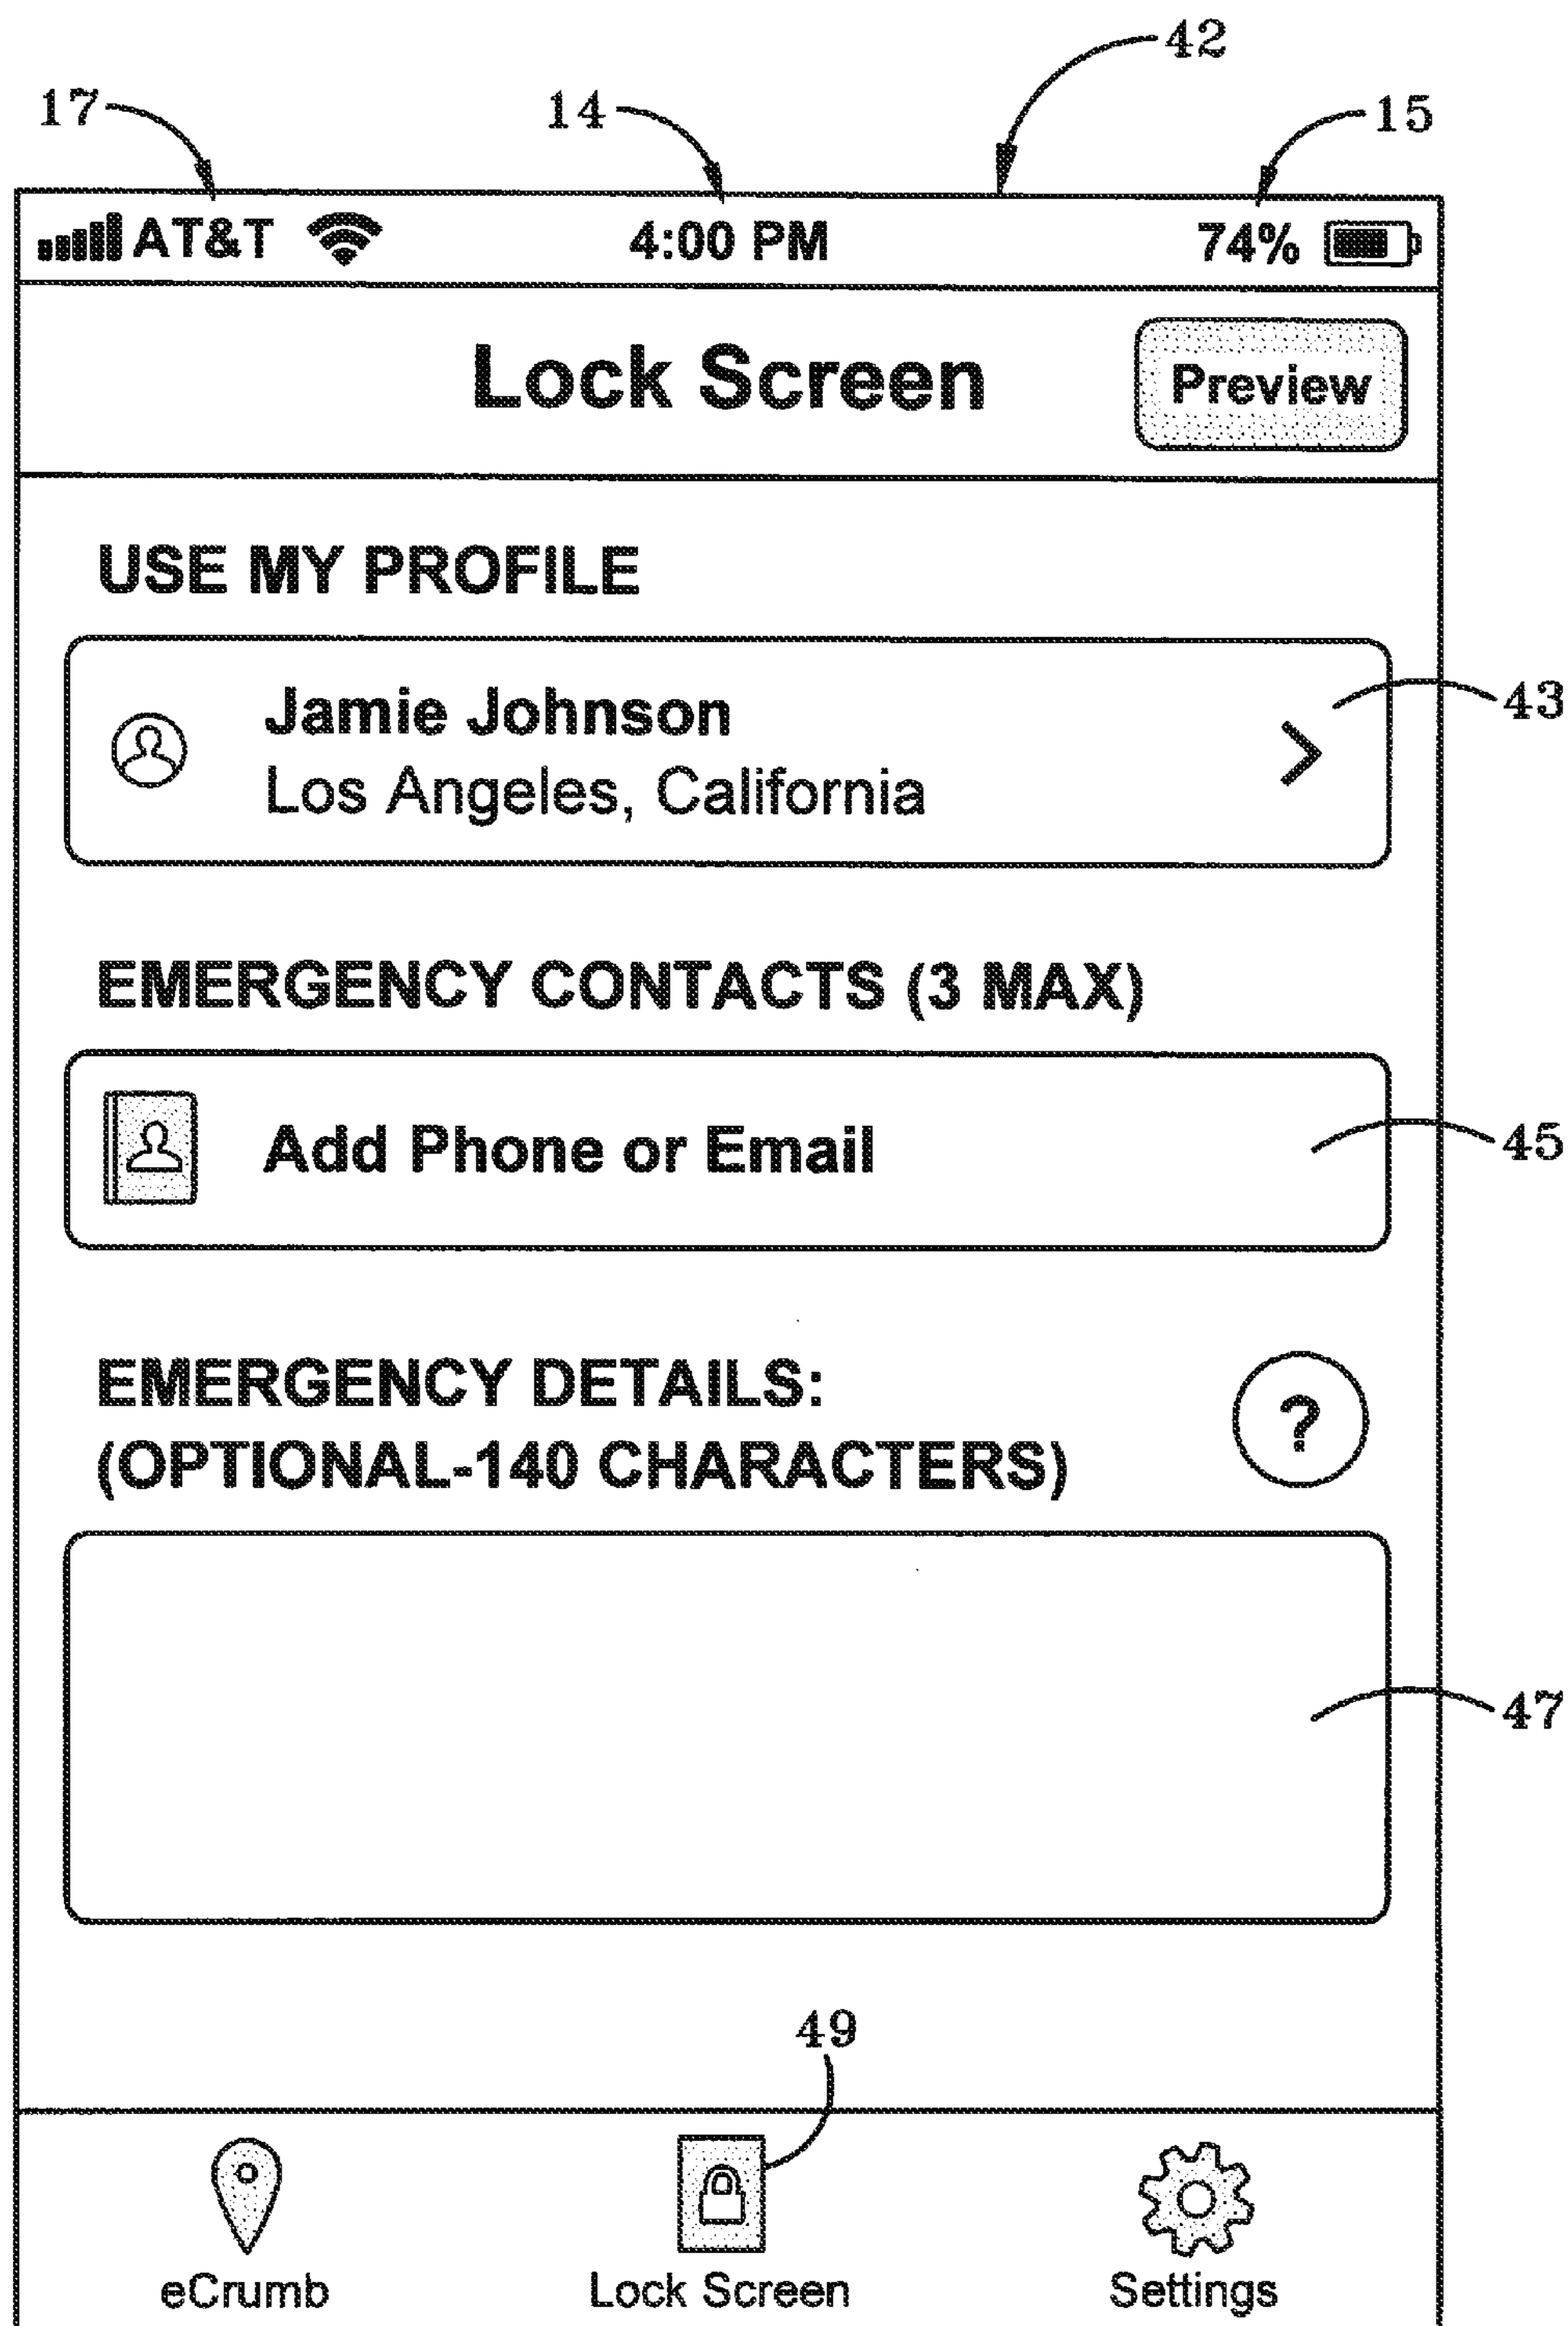 42
17 14 15
AT&T 4:00 PM 74%
Lock Screen Preview
USE MY PROFILE
Jamie Johnson
43
Los Angeles, California
EMERGENCY CONTACTS (3 MAX)
Add Phone or Email
45
EMERGENCY DETAILS:
?
(OPTIONAL-140 CHARACTERS)
47
49
eCrumb Lock Screen Settings